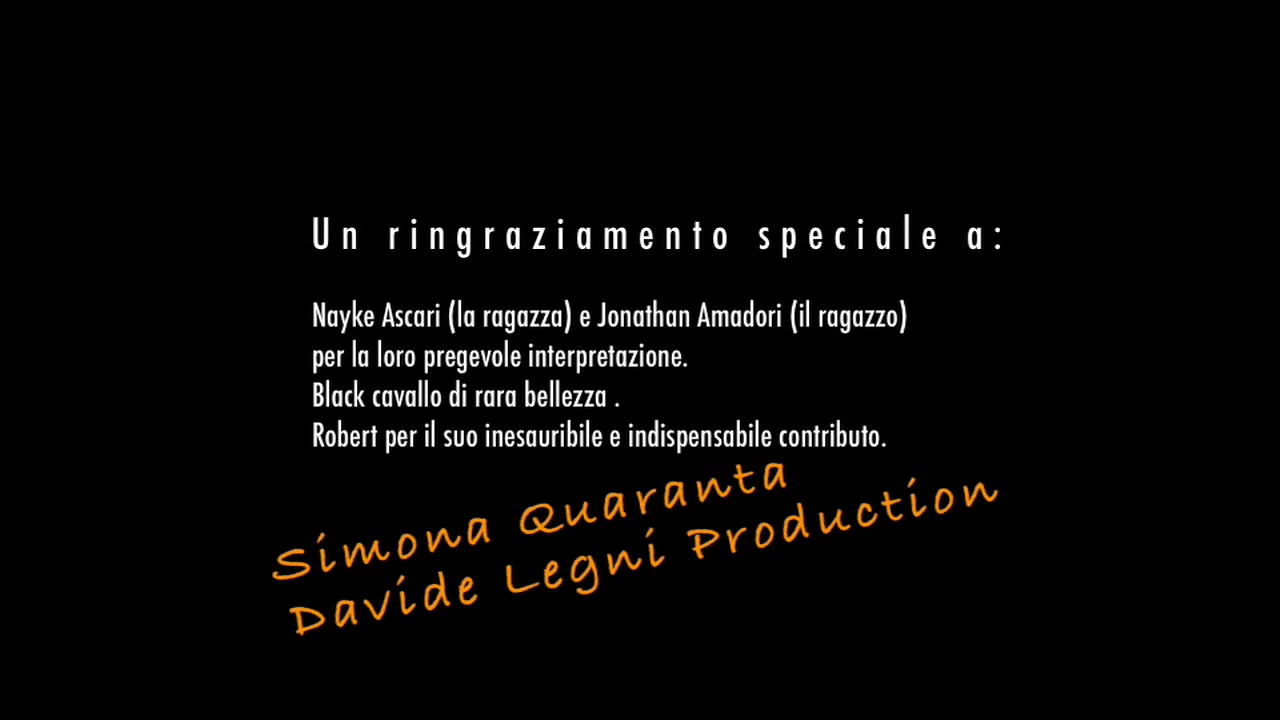 Un ringraziamento speciale a:
Nayke Ascari (la ragazza) e Jonathan Amadori (il ragazzo)
per la loro pregevole interpretazione.
Black cavallo di rara bellezza .
Robert per il suo inesauribile e indispensabile contributo.
Simona Quaranta
Davide Legni Production